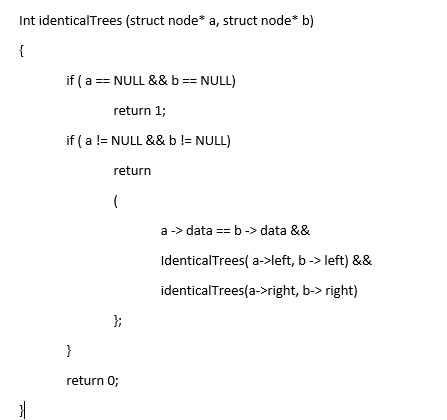 Int identicalTrees (struct node* a, struct node* b)
{
if ( a == NULL && b == NULL)
return 1;
if ( a != NULL && b != NULL)
return
(
a -> data == b -> data &&
IdenticalTrees( a->left, b -> left) &&
identicalTrees(a->right, b-> right)
};
}
return 0;
}